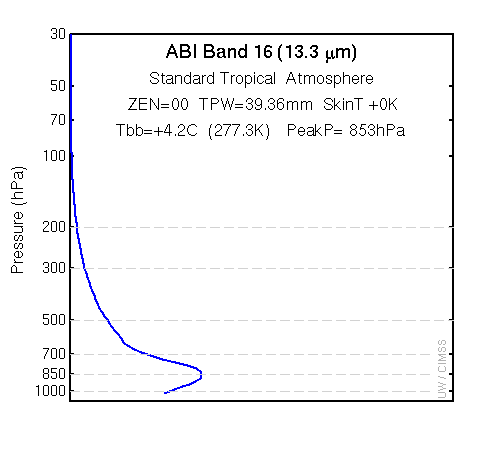 ABI Band 16 (13.3 μm)
Standard Tropical Atmosphere
ZEN=00 TPW=39.36mm SkinT +0K
Tbb=+4.2C (277.3K) PeakP= 853hPa
Pressure (hPa)
30
50
70
100
200
300
500
700
850
1000
UW / CIMSS